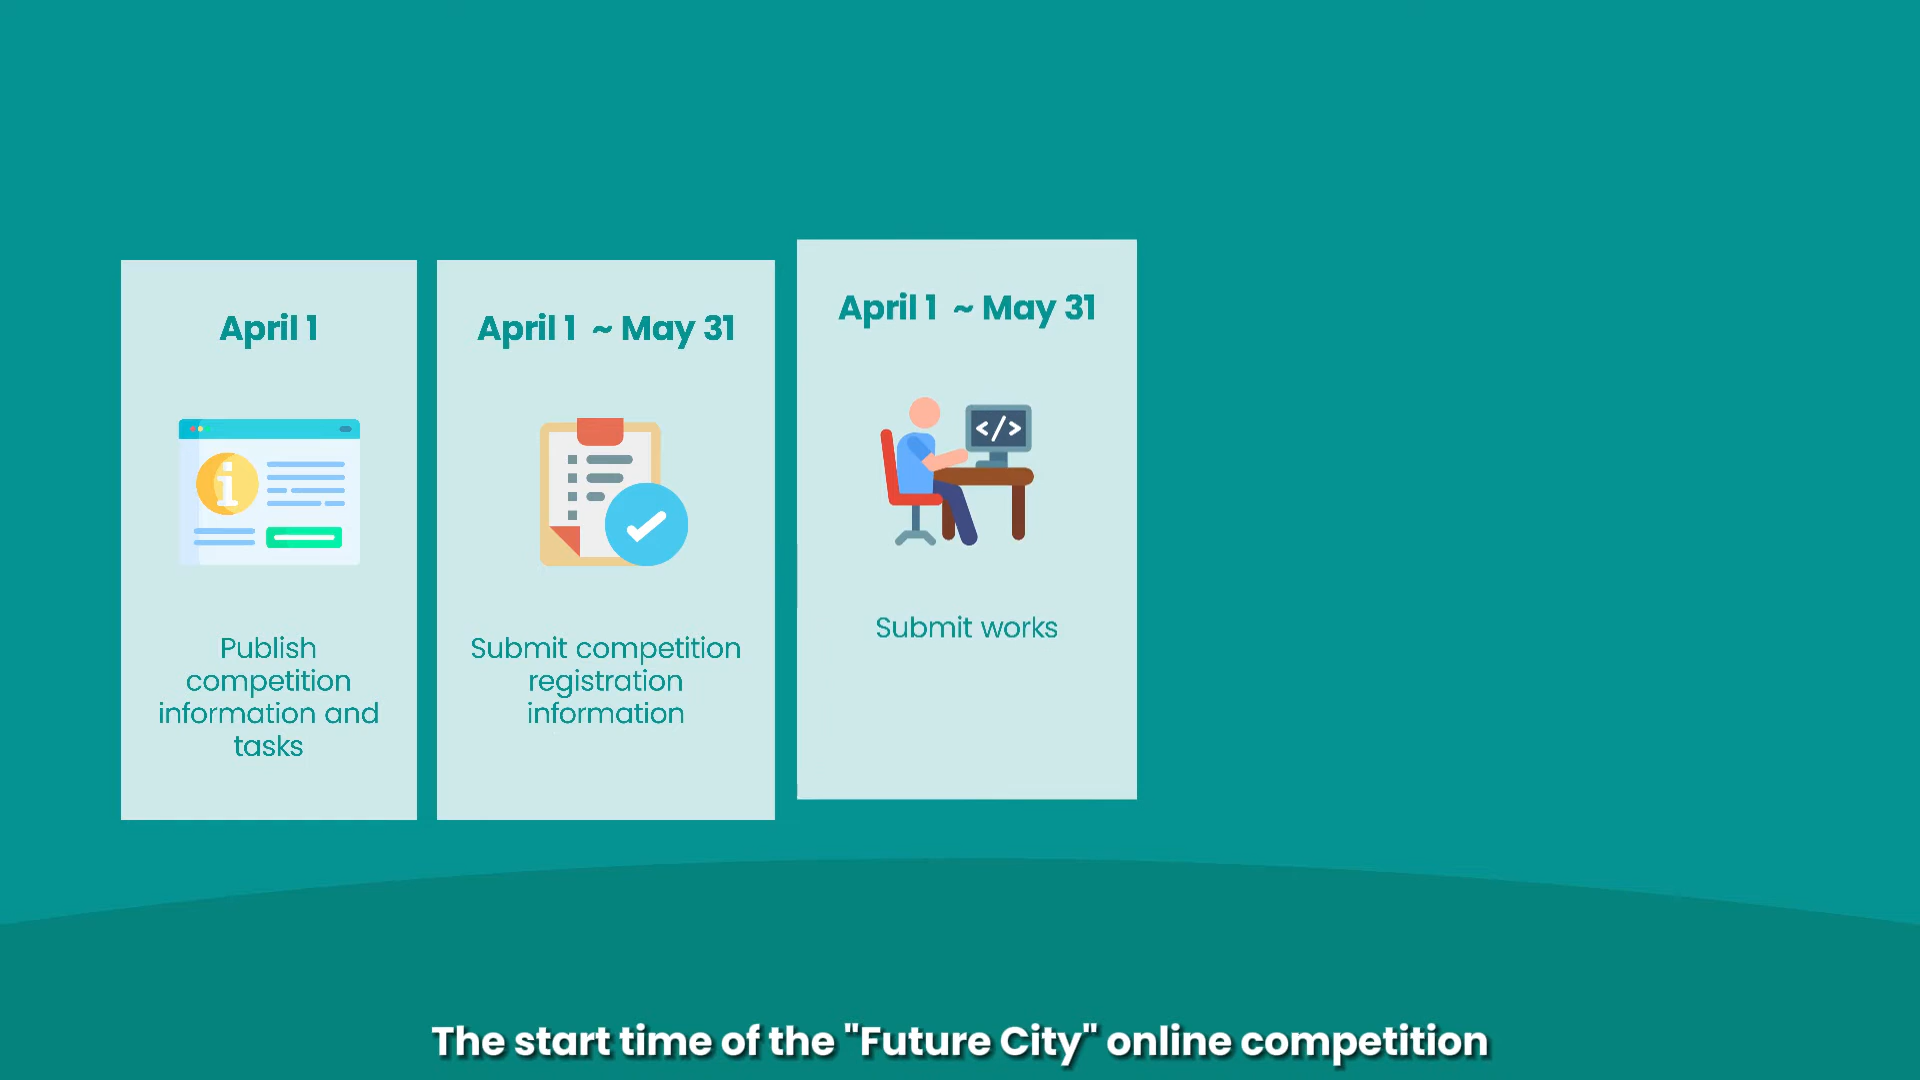 April 1
Publish
competition
information and
tasks
April 1 ~ May 31
Submit competition
registration
information
April 1 ~ May 31
</>
Submit works
The start time of the "Future City" online competition